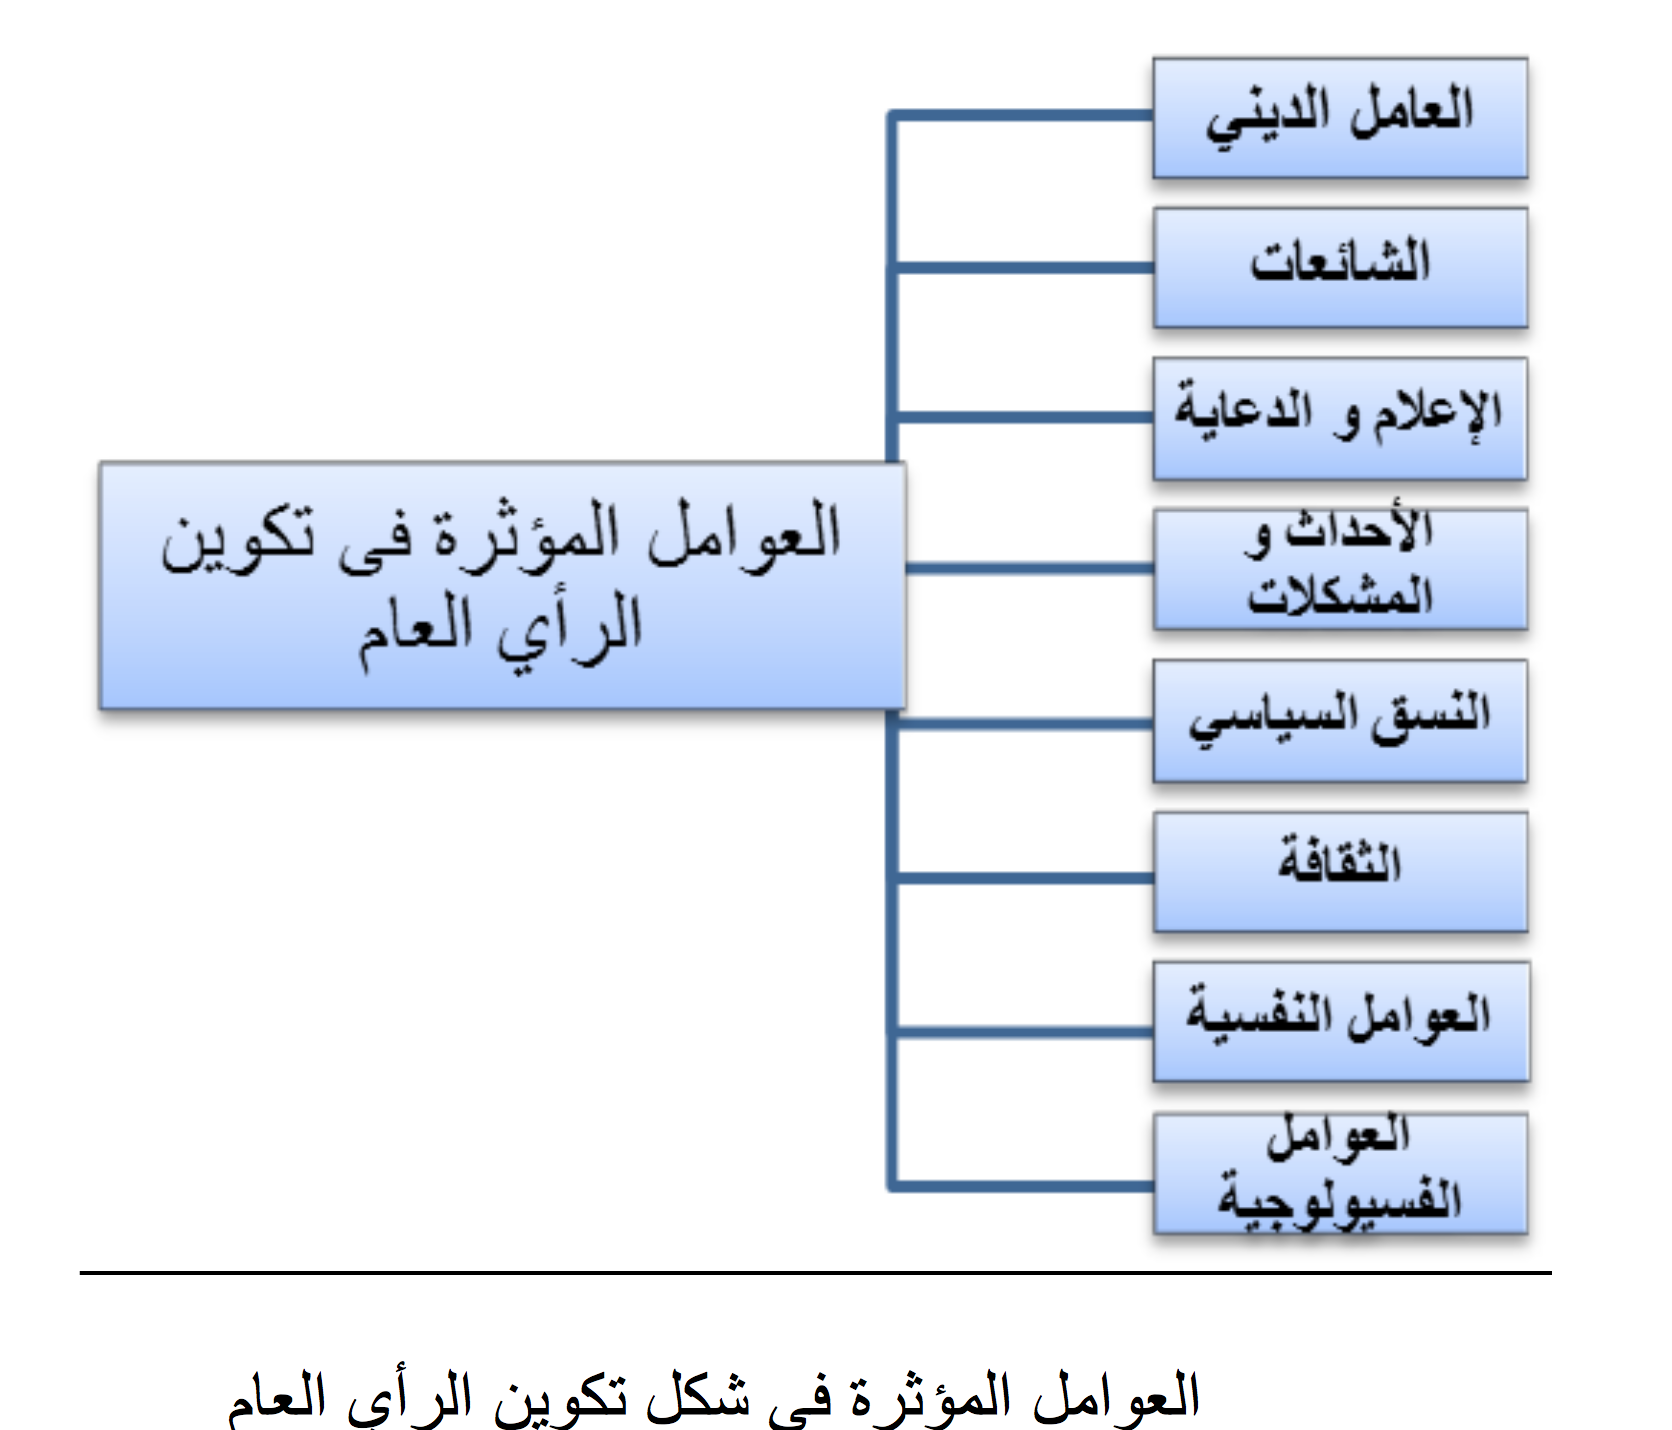 العامل الديني
الشائعات
الإعلام و الدعاية
الأحداث و
المشكلات
النسق السياسي
الثقافة
العوامل النفسية
العوامل
الفسيولوجية
العوامل المؤثرة فى تكوين
الرأي العام
العوامل المؤثرة فى شكل تكوين الرأي العام